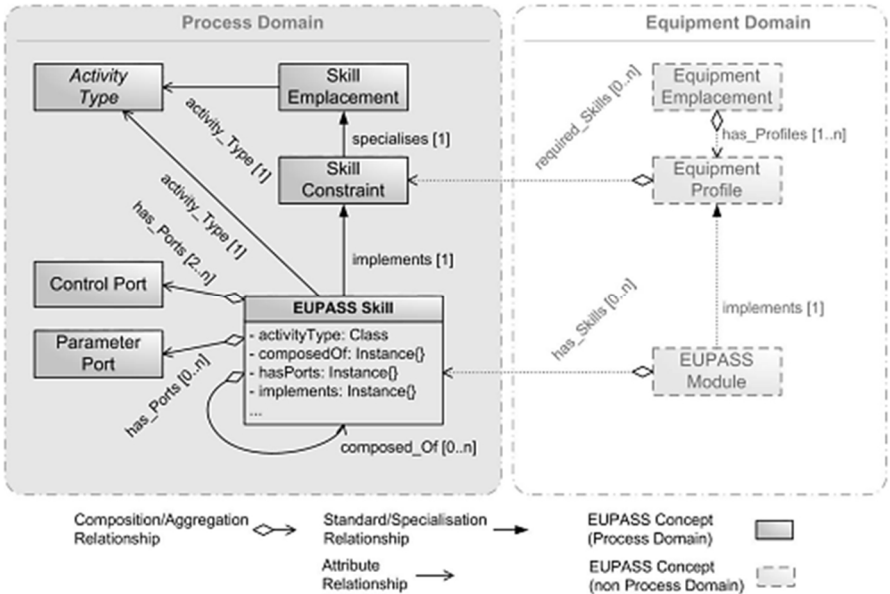 Process Domain
Equipment Domain
Activity
Type
Skill
Emplacement
Equipment
Emplacement
activity_Type [1]
specialises [1]
required_Skills [0..n]
has_Profiles [1..n]
Skill
Constraint
Equipment
Profile
activity_Type [1]
has_Ports [2..n]
implements [1]
Control Port
EUPASS Skill
- activityType: Class
- composedOf: Instance{}
- hasPorts: Instance{}
- implements: Instance{}
...
Parameter
Port
has_Ports [0..n]
has_Skills [0..n]
implements [1]
EUPASS
Module
composed_Of [0..n]
Composition/Aggregation
Relationship
Standard/Specialisation
Relationship
EUPASS Concept
(Process Domain)
Attribute
Relationship
EUPASS Concept
(non Process Domain)